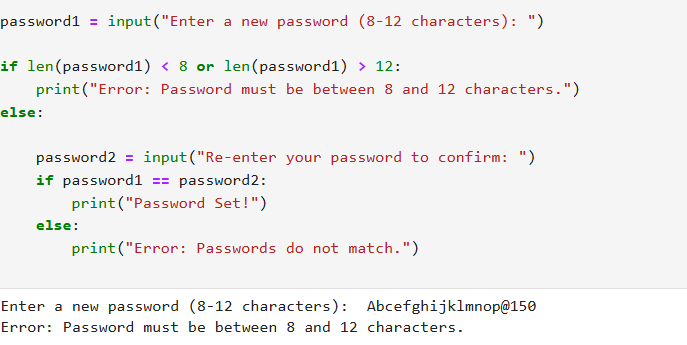 password1 = input("Enter a new password (8-12 characters): ")
if len(password1) < 8 or len(password1) > 12:
    print("Error: Password must be between 8 and 12 characters.")
else:
    password2 = input("Re-enter your password to confirm: ")
    if password1 == password2:
        print("Password Set!")
    else:
        print("Error: Passwords do not match.")
Enter a new password (8-12 characters):  Abcefghijklmnop@150
Error: Password must be between 8 and 12 characters.